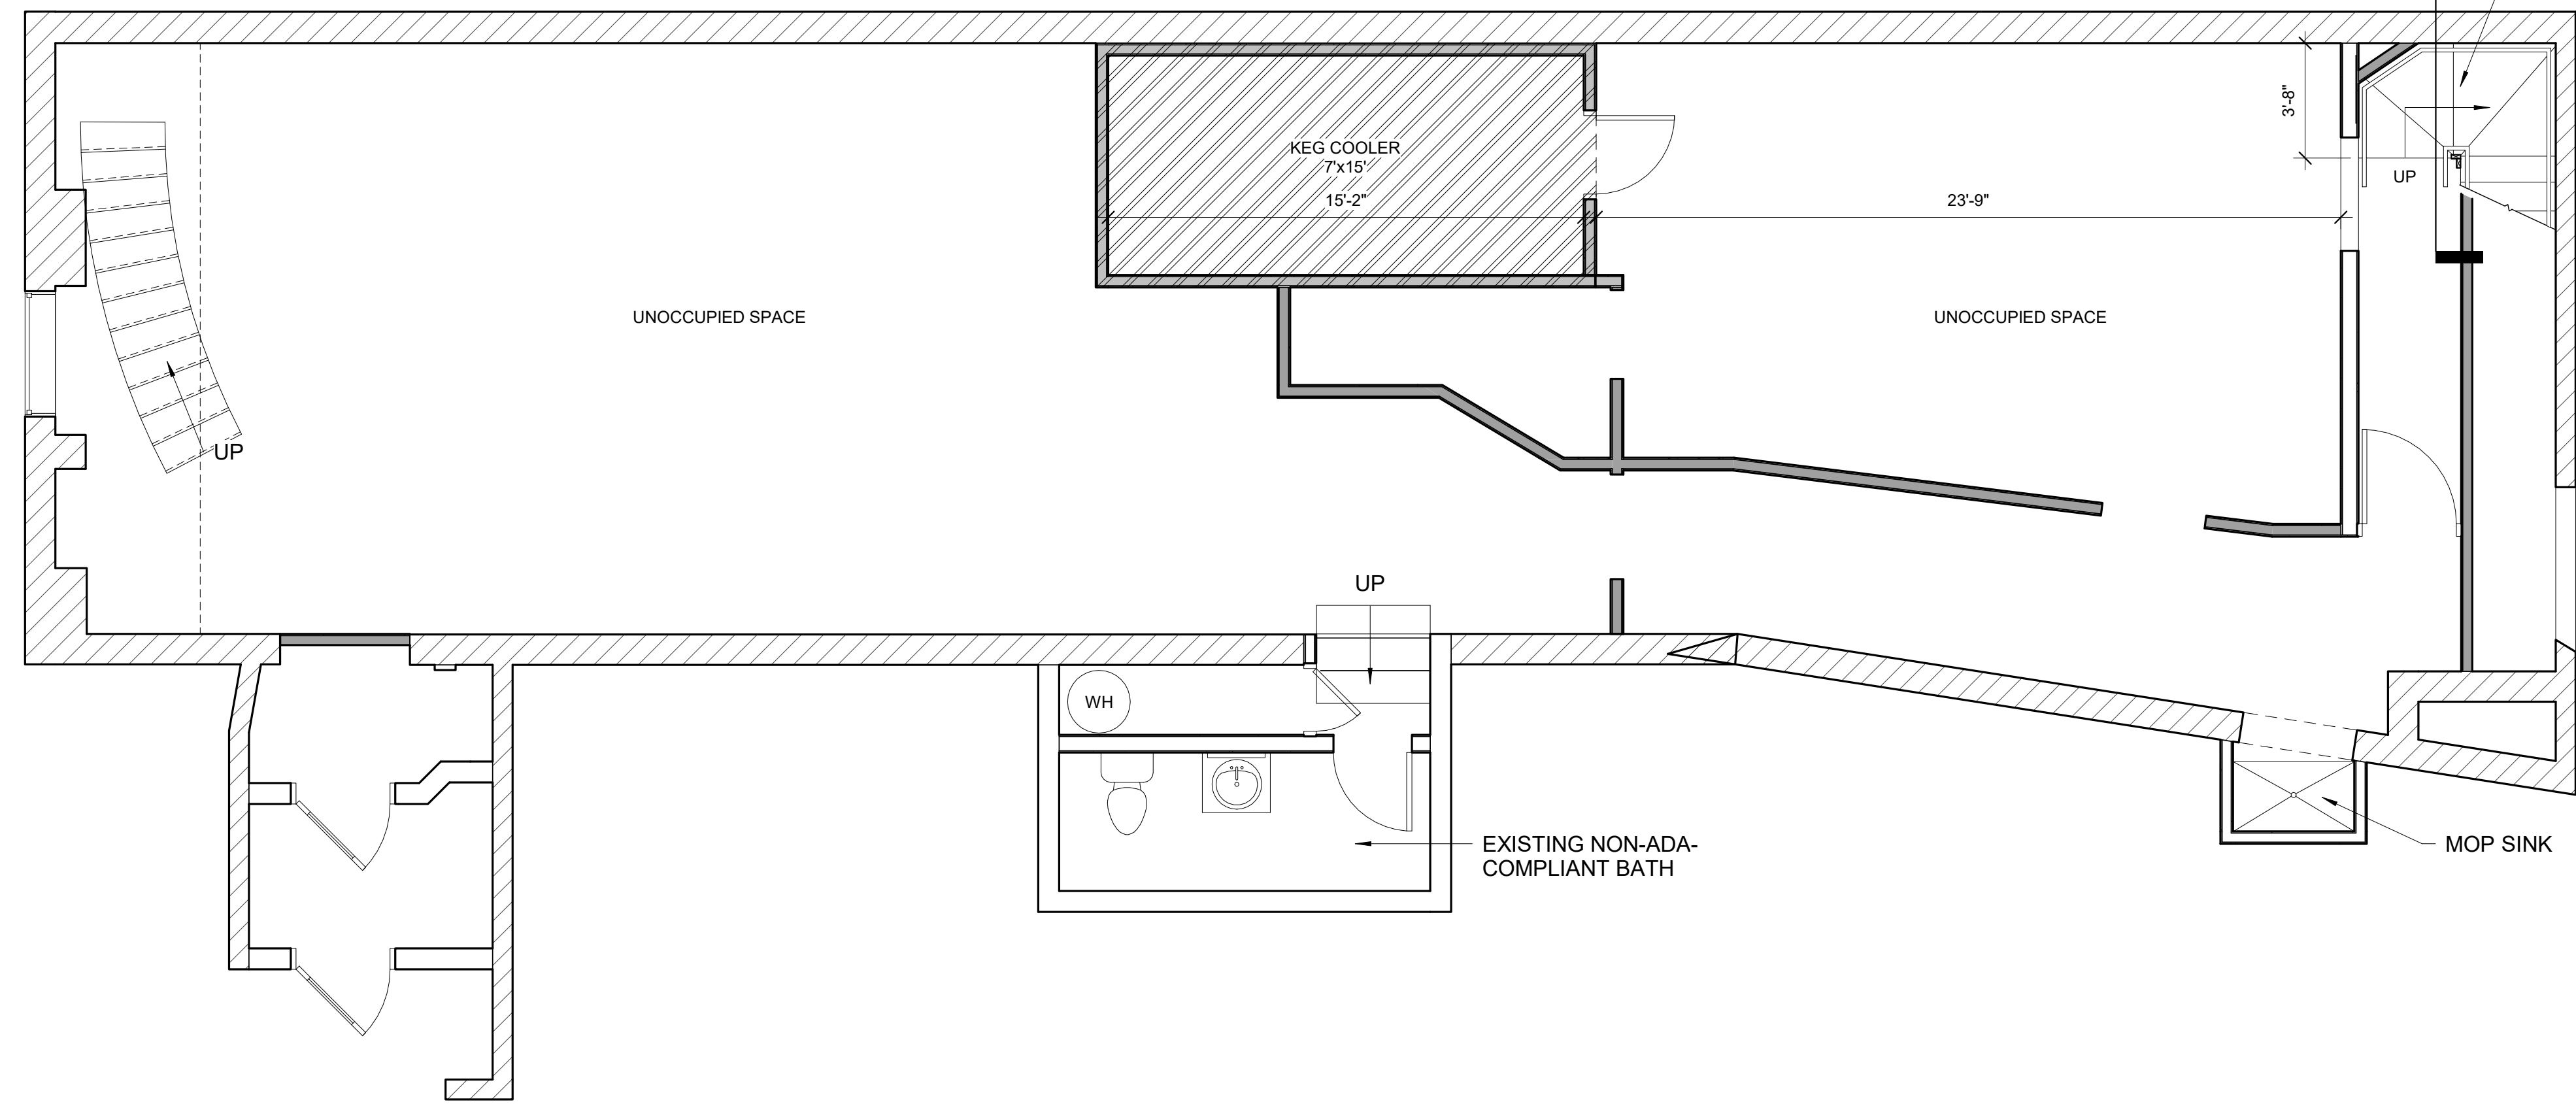 3'-8"
KEG COOLER
7'x15'
15'-2"
23'-9"
UP
UNOCCUPIED SPACE
UNOCCUPIED SPACE
UP
UP
WH
EXISTING NON-ADA-
COMPLIANT BATH
MOP SINK